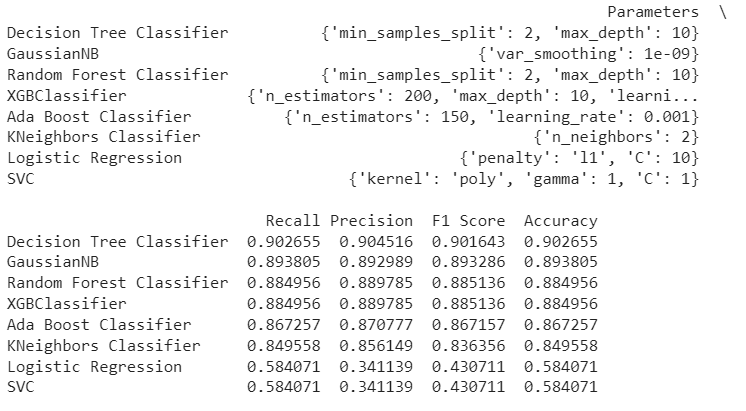 Parameters \
Decision Tree Classifier {'min_samples_split': 2, 'max_depth': 10}
GaussianNB {'var_smoothing': 1e-09}
Random Forest Classifier {'min_samples_split': 2, 'max_depth': 10}
XGBClassifier {'n_estimators': 200, 'max_depth': 10, 'learni...
Ada Boost Classifier {'n_estimators': 150, 'learning_rate': 0.001}
KNeighbors Classifier {'n_neighbors': 2}
Logistic Regression {'penalty': 'l1', 'C': 10}
SVC {'kernel': 'poly', 'gamma': 1, 'C': 1}
Recall Precision F1 Score Accuracy
Decision Tree Classifier 0.902655 0.904516 0.901643 0.902655
GaussianNB 0.893805 0.892989 0.893286 0.893805
Random Forest Classifier 0.884956 0.889785 0.885136 0.884956
XGBClassifier 0.884956 0.889785 0.885136 0.884956
Ada Boost Classifier 0.867257 0.870777 0.867157 0.867257
KNeighbors Classifier 0.849558 0.856149 0.836356 0.849558
Logistic Regression 0.584071 0.341139 0.430711 0.584071
SVC 0.584071 0.341139 0.430711 0.584071